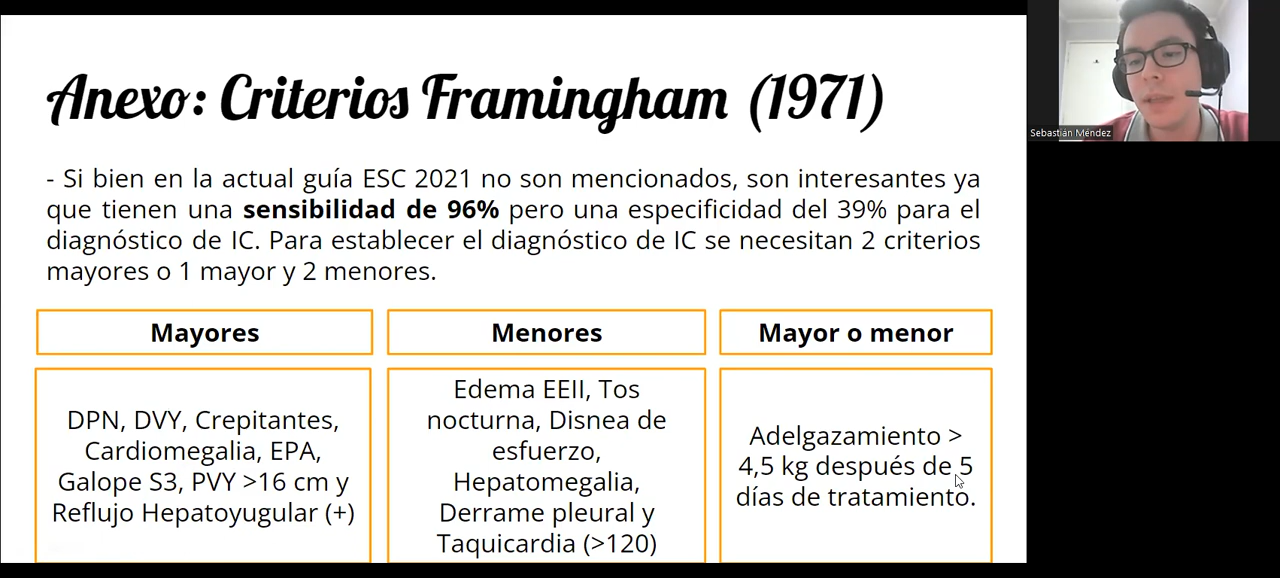 Anexo: Criterios Framingham (1971)
- Si bien en la actual guía ESC 2021 no son mencionados, son interesantes ya
que tienen una sensibilidad de 96% pero una especificidad del 39% para el
diagnóstico de IC. Para establecer el diagnóstico de IC se necesitan 2 criterios
mayores o 1 mayor y 2 menores.
Mayores
DPN, DVY, Crepitantes,
Cardiomegalia, EPA,
Galope S3, PVY >16 cm y
Reflujo Hepatoyugular (+)
Menores
Edema EEII, Tos
nocturna, Disnea de
esfuerzo,
Hepatomegalia,
Derrame pleural y
Taquicardia (>120)
Mayor o menor
Adelgazamiento >
4,5 kg después de 5
días de tratamiento.
Sebastián Méndez